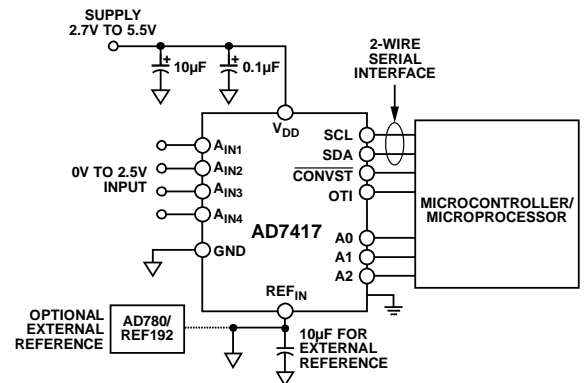 SUPPLY
2.7V TO 5.5V
+
10µF
+
0.1µF
2-WIRE
SERIAL
INTERFACE
VDD
AIN1
AIN2
AIN3
AIN4
0V TO 2.5V
INPUT
GND
AD7417
SCL
SDA
CONVST
OTI
A0
A1
A2
MICROCONTROLLER/
MICROPROCESSOR
REFIN
OPTIONAL
EXTERNAL
REFERENCE
AD780/
REF192
10µF FOR
EXTERNAL
REFERENCE